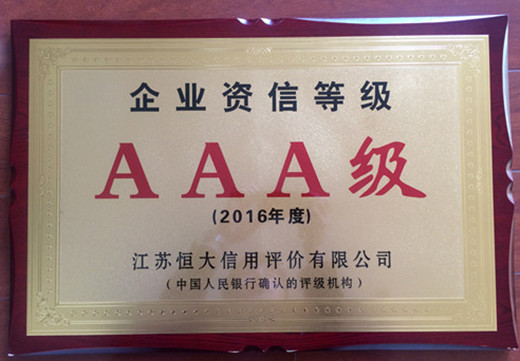 企业资信等级
AAA级
(2016年度)
江苏恒大信用评价有限公司
(中国人民银行确认的评级机构)